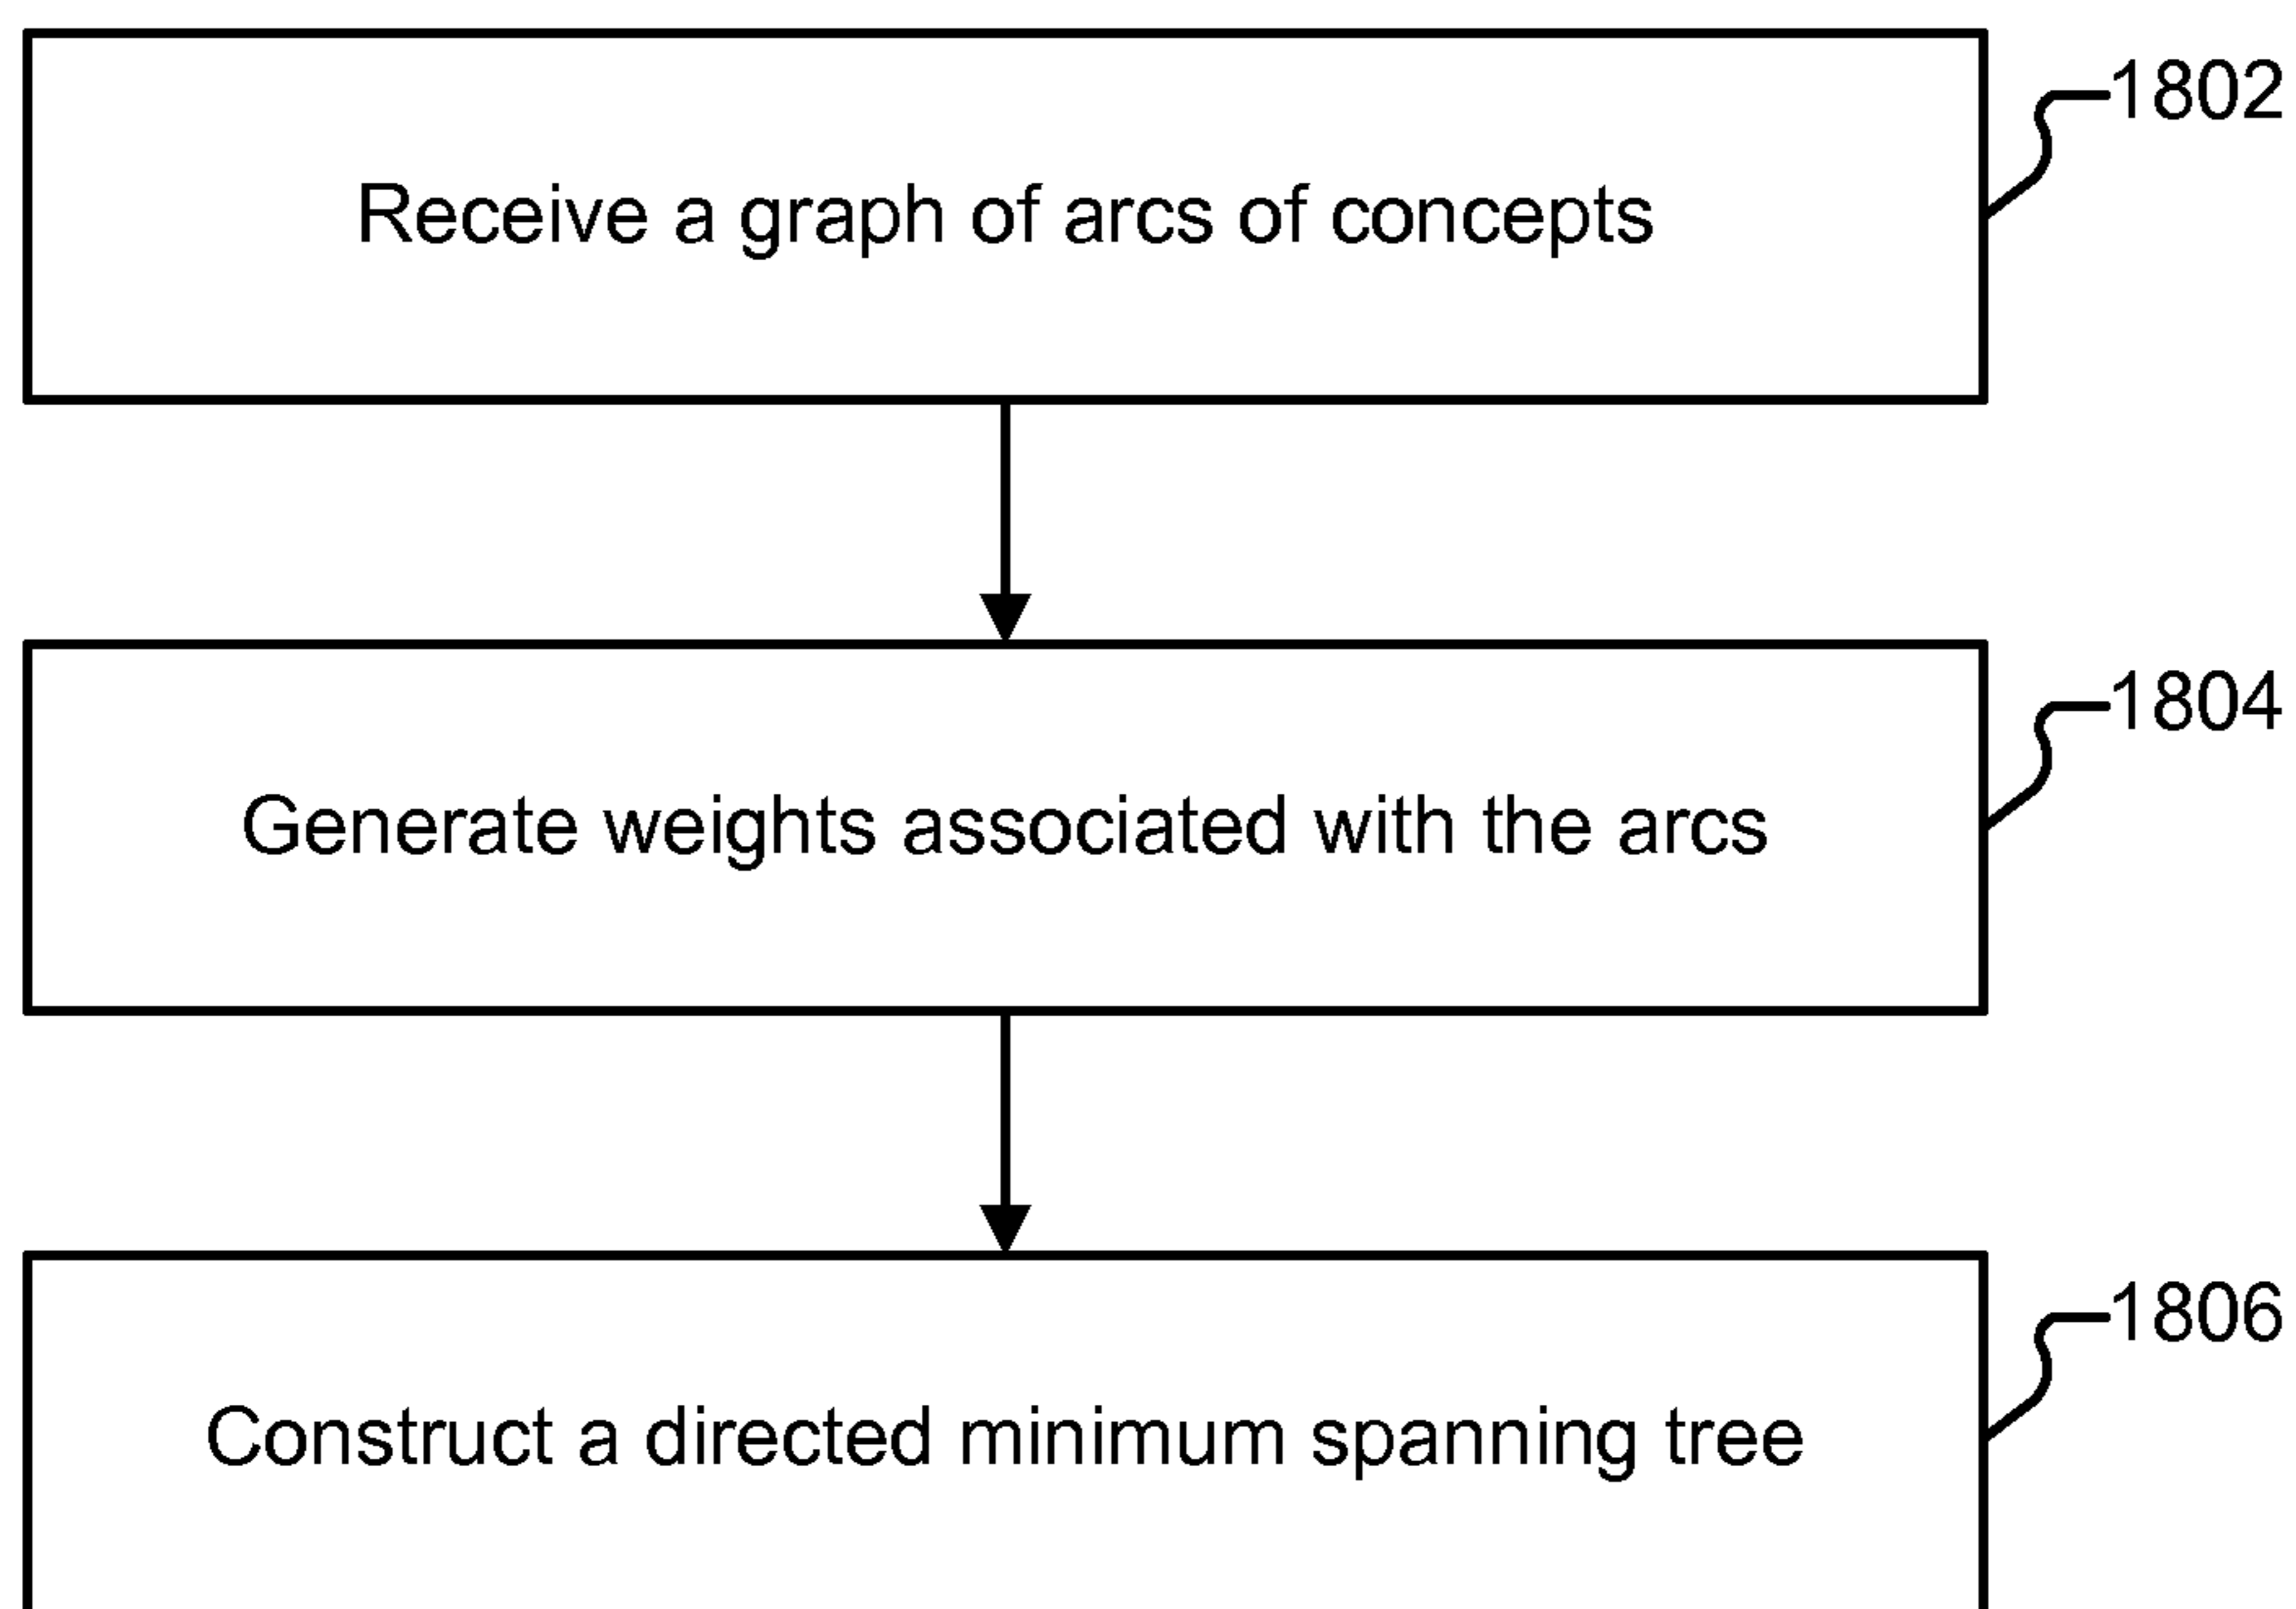 1802
Receive a graph of arcs of concepts
1804
Generate weights associated with the arcs
1806
Construct a directed minimum spanning tree